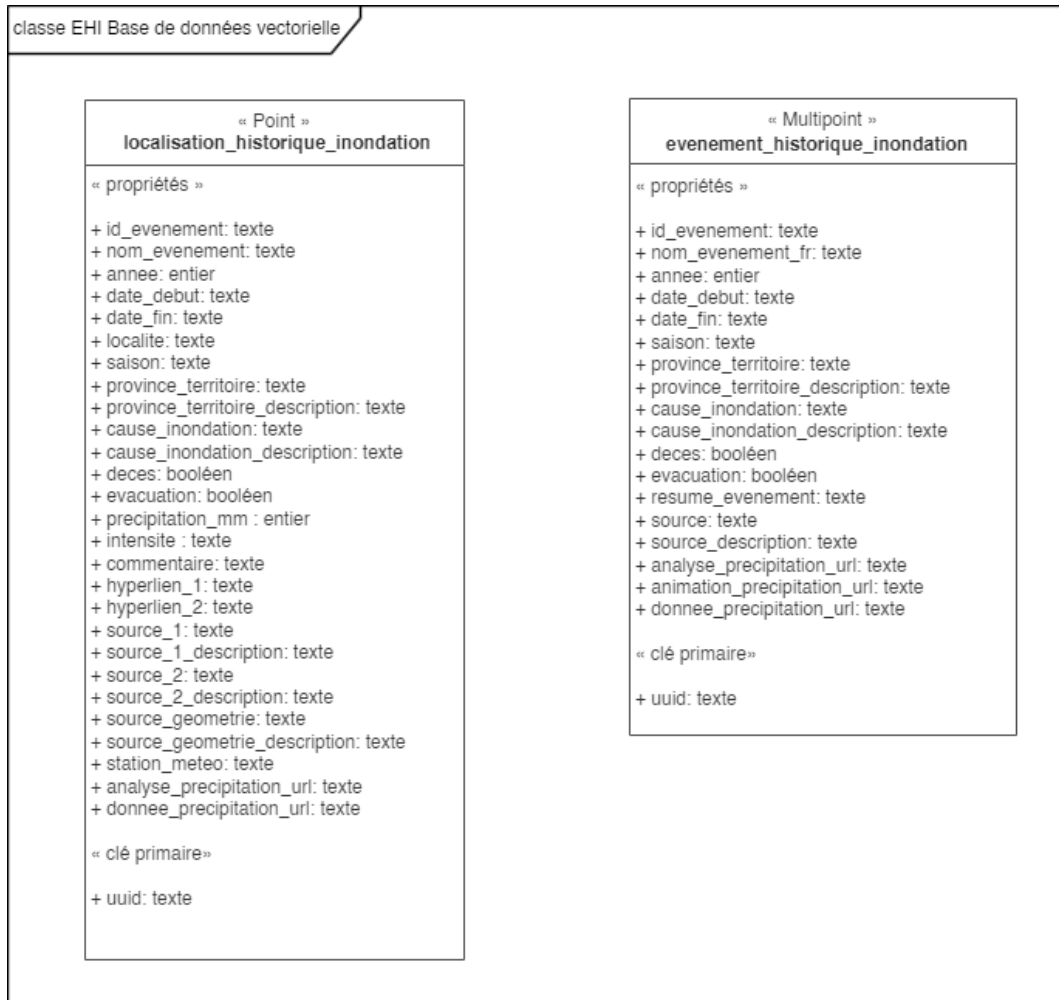 classe EHI Base de données vectorielle
« Point »
localisation_historique_inondation
« propriétés »
+ id_evenement: texte
+ nom_evenement: texte
+ annee: entier
+ date_debut: texte
+ date_fin: texte
+ localite: texte
+ saison: texte
+ province_territoire: texte
+ province_territoire_description: texte
+ cause_inondation: texte
+ cause_inondation_description: texte
+ deces: booléen
+ evacuation: booléen
+ precipitation_mm : entier
+ intensite : texte
+ commentaire: texte
+ hyperlien_1: texte
+ hyperlien_2: texte
+ source_1: texte
+ source_1_description: texte
+ source_2: texte
+ source_2_description: texte
+ source_geometrie: texte
+ source_geometrie_description: texte
+ station_meteo: texte
+ analyse_precipitation_url: texte
+ donnee_precipitation_url: texte
« clé primaire»
+ uuid: texte
« Multipoint »
evenement_historique_inondation
« propriétés »
+ id_evenement: texte
+ nom_evenement_fr: texte
+ annee: entier
+ date_debut: texte
+ date_fin: texte
+ saison: texte
+ province_territoire: texte
+ province_territoire_description: texte
+ cause_inondation: texte
+ cause_inondation_description: texte
+ deces: booléen
+ evacuation: booléen
+ resume_evenement: texte
+ source: texte
+ source_description: texte
+ analyse_precipitation_url: texte
+ animation_precipitation_url: texte
+ donnee_precipitation_url: texte
« clé primaire»
+ uuid: texte